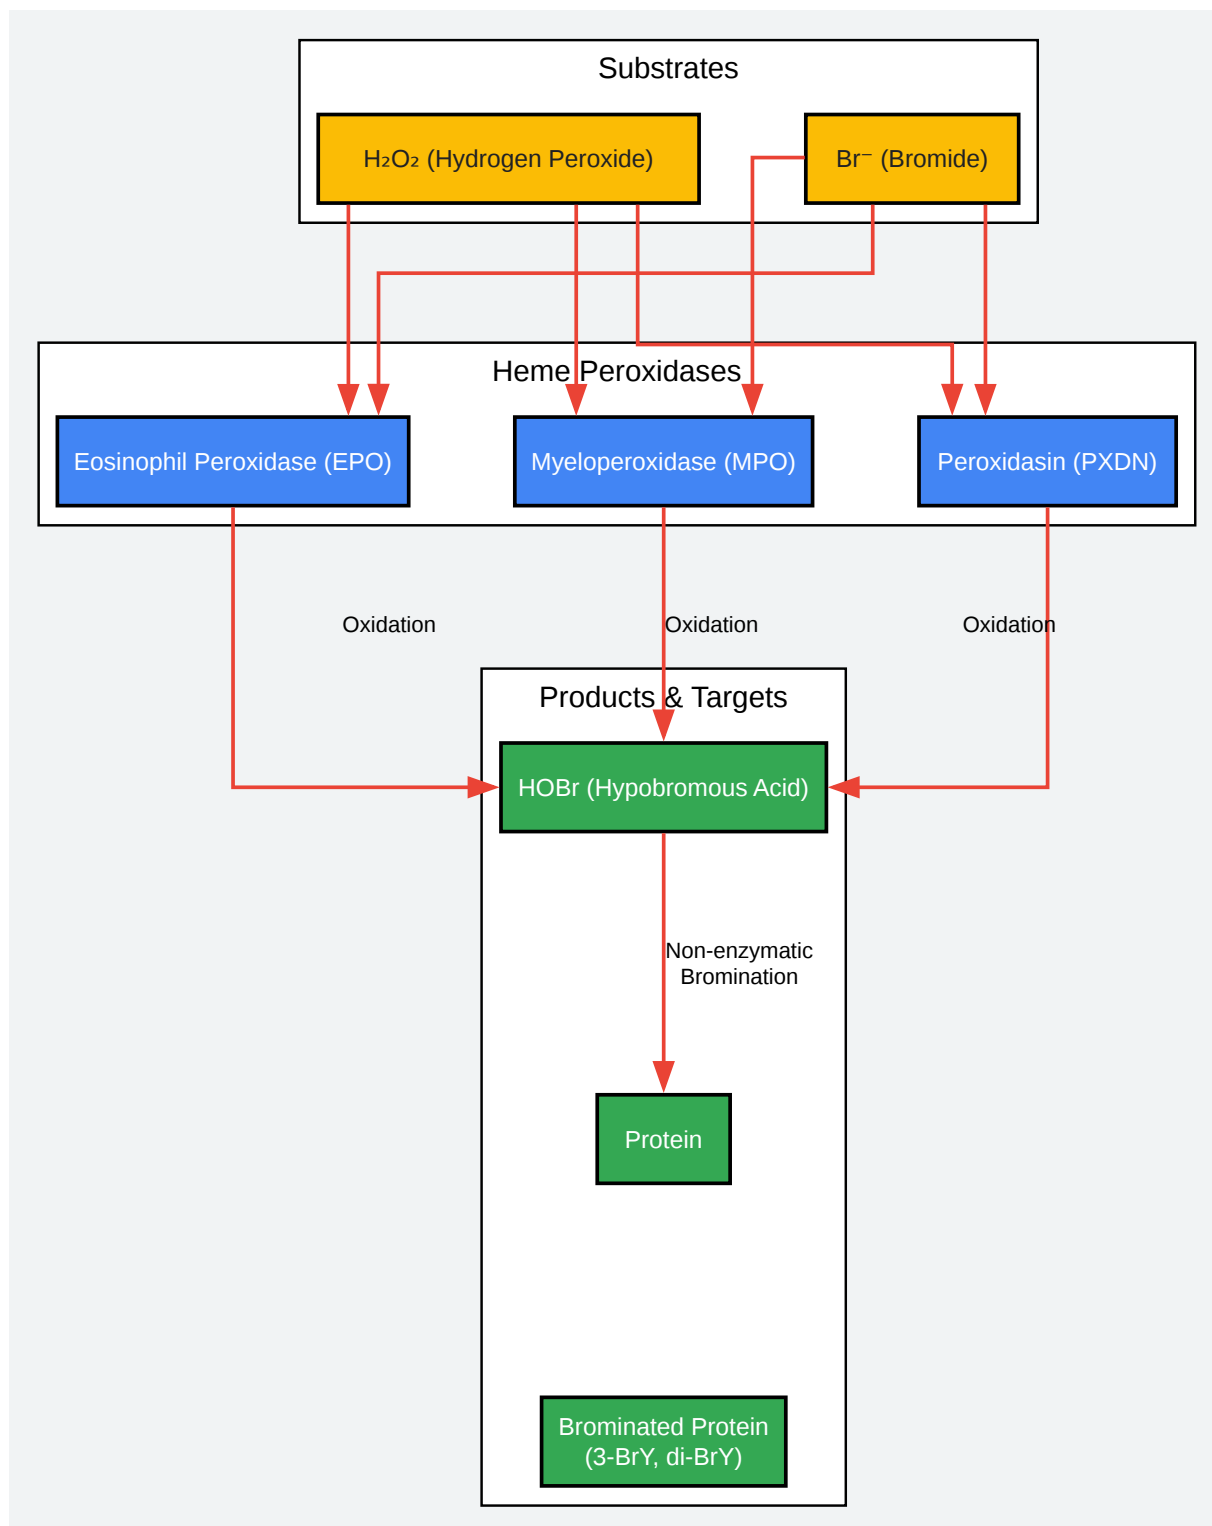 Substrates
H₂O₂ (Hydrogen Peroxide)
Br⁻ (Bromide)
Heme Peroxidases
Eosinophil Peroxidase (EPO)
Myeloperoxidase (MPO)
Peroxidasin (PXDN)
Oxidation
Oxidation
Oxidation
Products & Targets
HOBr (Hypobromous Acid)
Non-enzymatic
Bromination
Protein
Brominated Protein
(3-BrY, di-BrY)